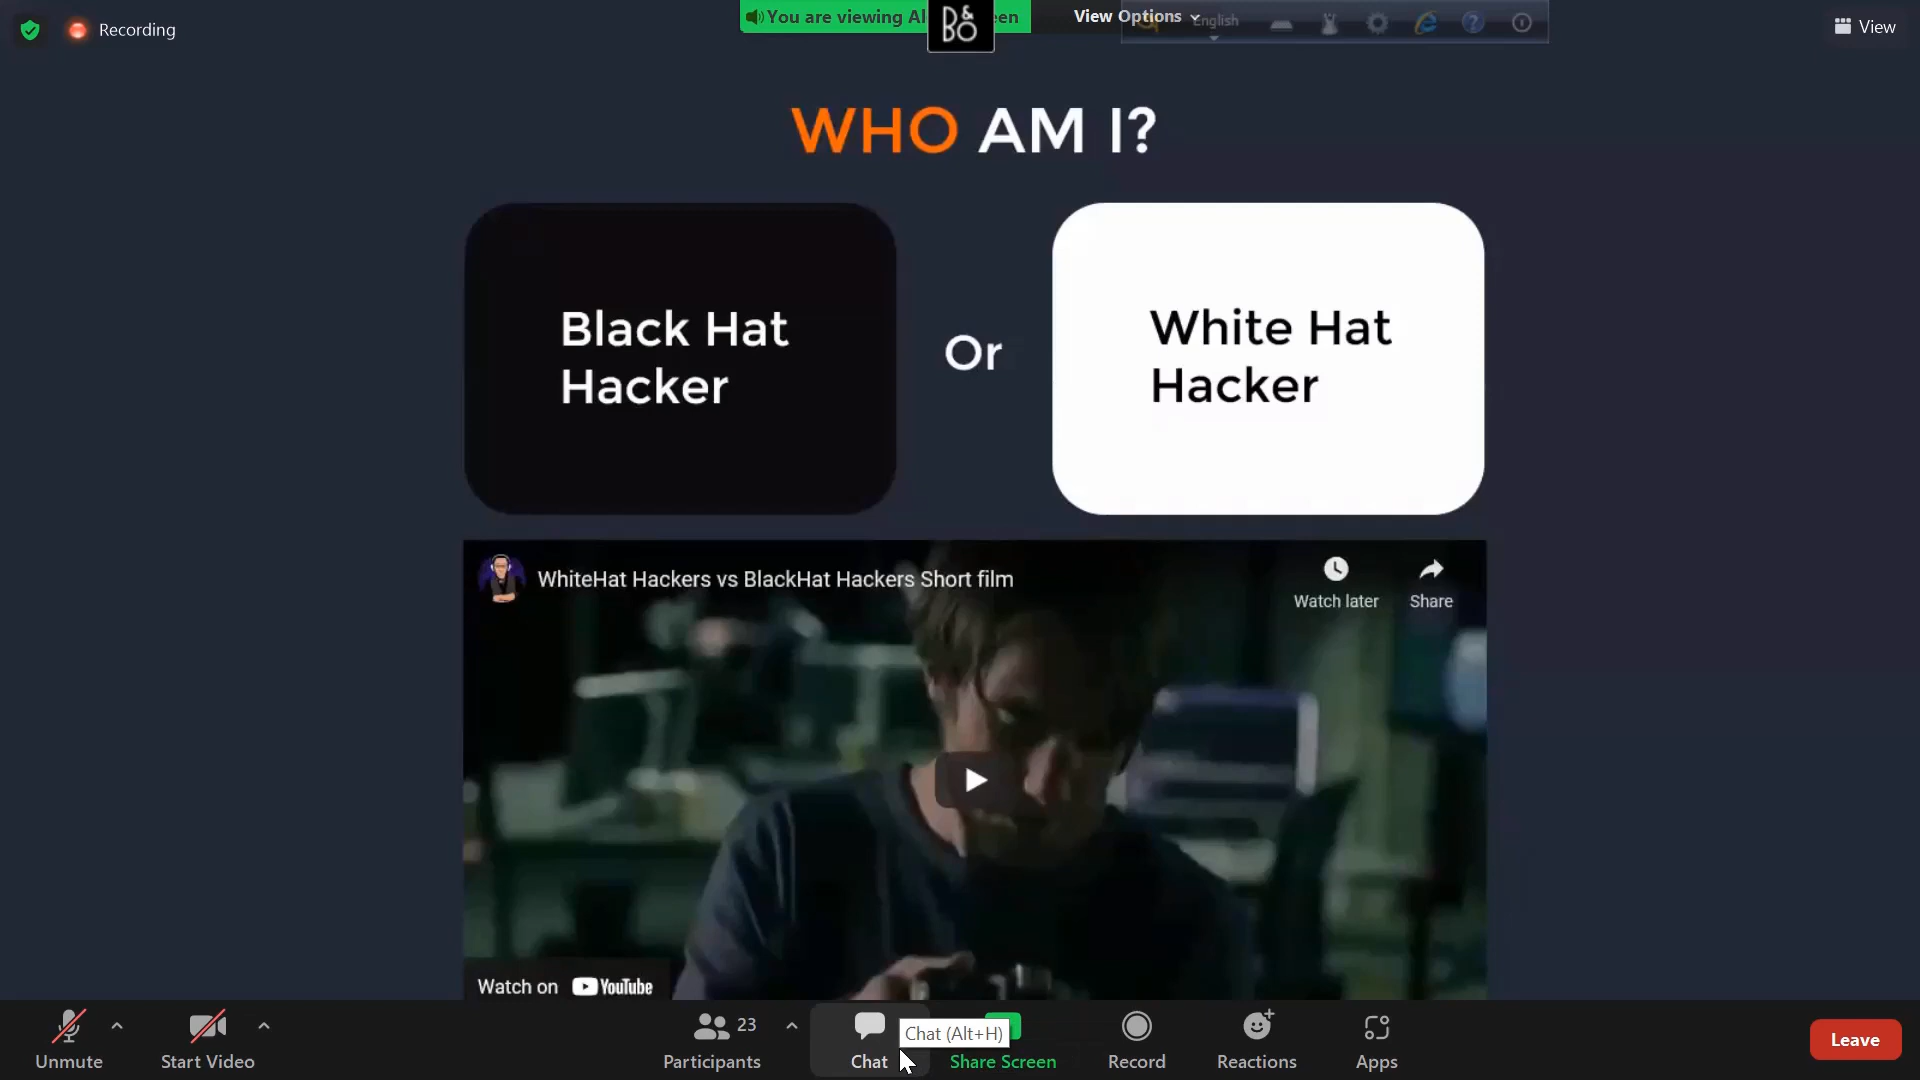 Recording
You are viewing Al
een
B&O
View Options
English
View
WHO AM I?
Black Hat
Hacker
Or
White Hat
Hacker
WhiteHat Hackers vs BlackHat Hackers Short film
Watch later
Share
Watch on YouTube
Unmute
Start Video
23
Participants
Chat (Alt+H)
Chat
Share Screen
Record
Reactions
Apps
Leave